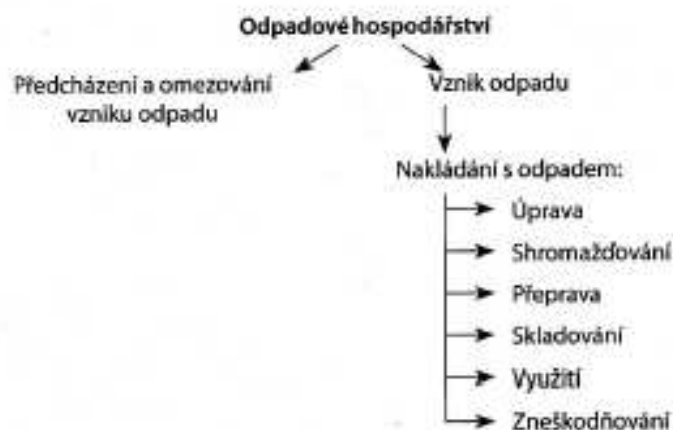 Odpadové hospodářství
Předcházení a omezování
vzniku odpadu
Vznik odpadu
Nakládání s odpadem:
Úprava
Shromažďování
Přeprava
Skladování
Využití
Zneškodňování